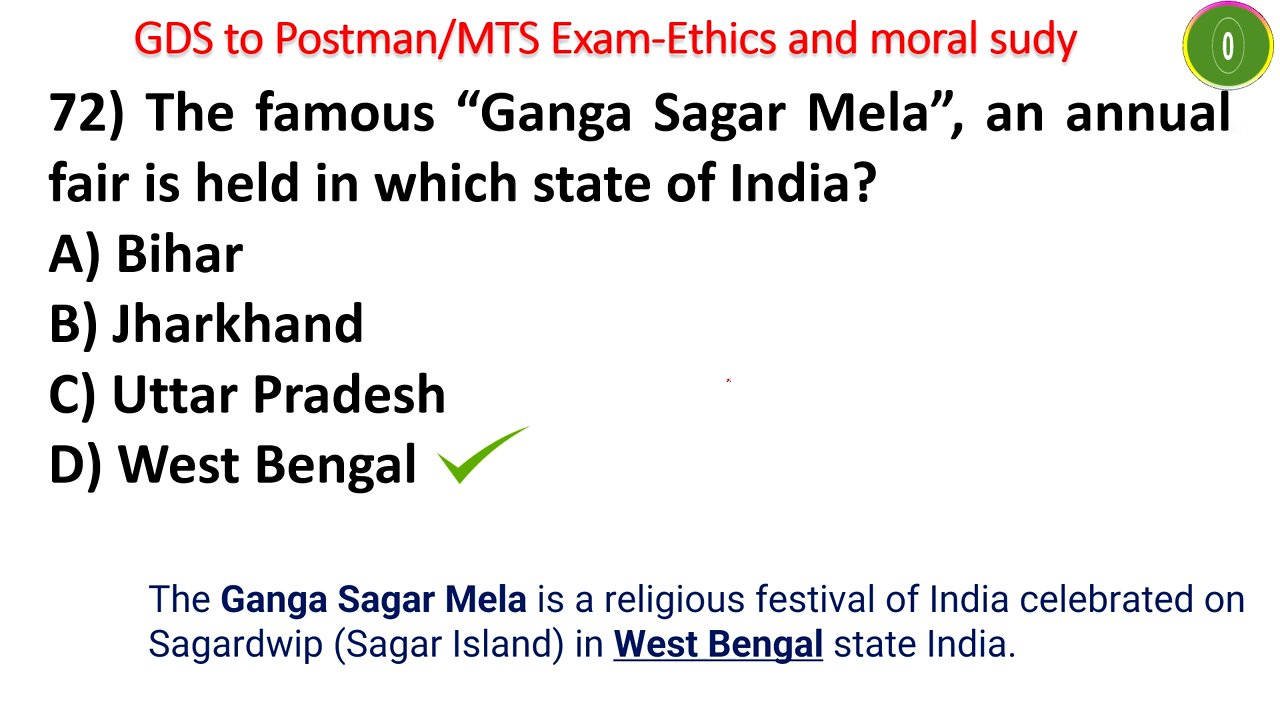 GDS to Postman/MTS Exam-Ethics and moral sudy
0
72) The famous “Ganga Sagar Mela”, an annual
fair is held in which state of India?
A) Bihar
B) Jharkhand
C) Uttar Pradesh
D) West Bengal
The Ganga Sagar Mela is a religious festival of India celebrated on
Sagardwip (Sagar Island) in West Bengal state India.